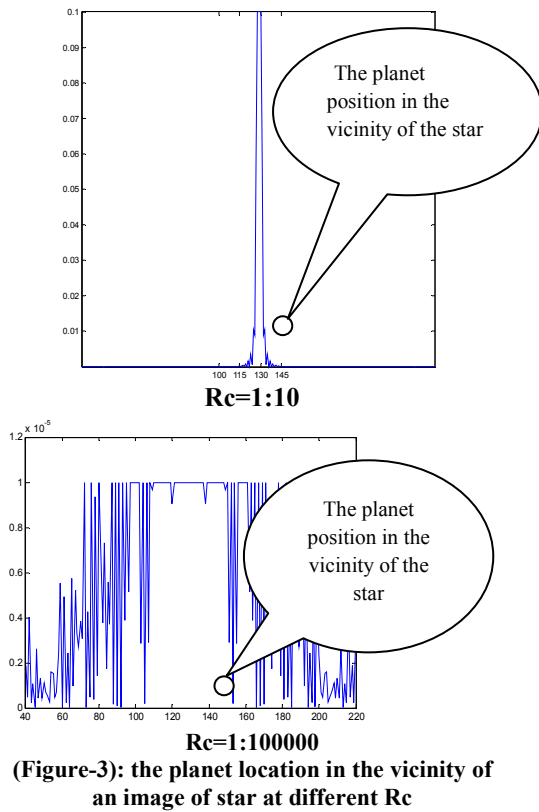 0.1
0.09
0.08
0.07
0.06
0.05
0.04
0.03
0.02
0.01
The planet
position in the
vicinity of the star
100 115 130 145
Rc=1:10
1.2 x 10^-5
1
0.8
0.6
0.4
0.2
0
The planet
position in the
vicinity of the
star
40 60 80 100 120 140 160 180 200 220
Rc=1:100000
(Figure-3): the planet location in the vicinity of
an image of star at different Rc